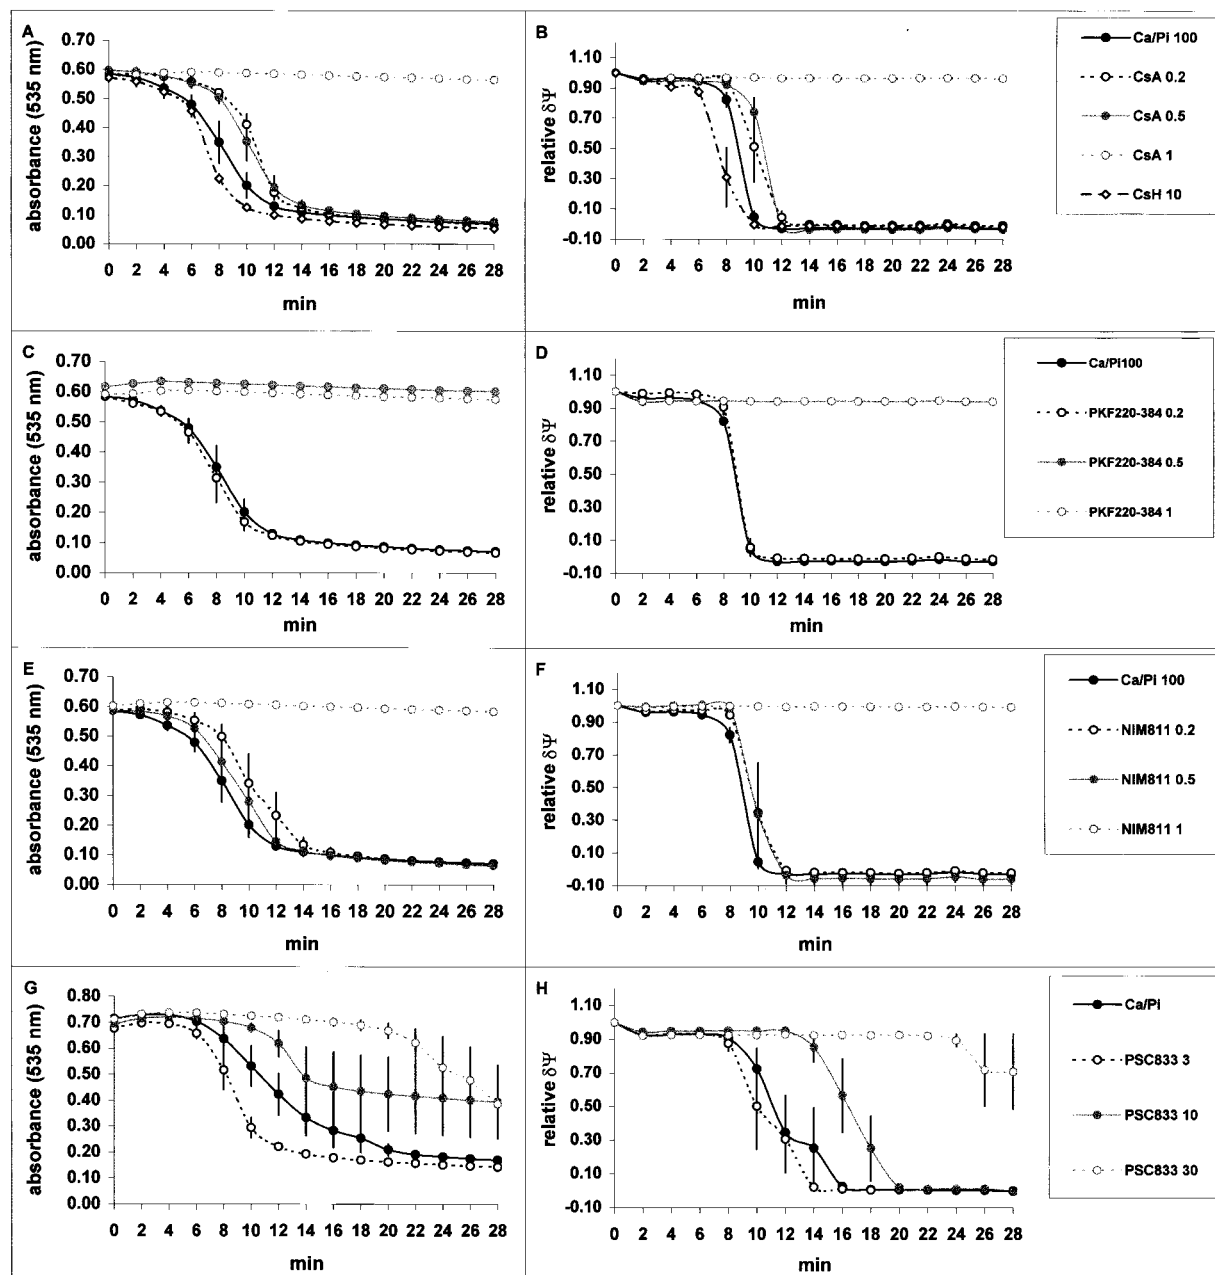 A
absorbance (535 nm)
0.70
0.60
0.50
0.40
0.30
0.20
0.10
0.00
0 2 4 6 8 10 12 14 16 18 20 22 24 26 28
min
B
relative δΨ
1.10
0.90
0.70
0.50
0.30
0.10
-0.10
0 2 4 6 8 10 12 14 16 18 20 22 24 26 28
min
Ca/Pi 100
CsA 0.2
CsA 0.5
CsA 1
CsH 10
C
absorbance (535 nm)
0.70
0.60
0.50
0.40
0.30
0.20
0.10
0.00
0 2 4 6 8 10 12 14 16 18 20 22 24 26 28
min
D
relative δΨ
1.10
0.90
0.70
0.50
0.30
0.10
-0.10
0 2 4 6 8 10 12 14 16 18 20 22 24 26 28
min
Ca/Pi100
PKF220-384 0.2
PKF220-384 0.5
PKF220-384 1
E
absorbance (535 nm)
0.70
0.60
0.50
0.40
0.30
0.20
0.10
0.00
0 2 4 6 8 10 12 14 16 18 20 22 24 26 28
min
F
relative δΨ
1.10
0.90
0.70
0.50
0.30
0.10
-0.10
0 2 4 6 8 10 12 14 16 18 20 22 24 26 28
min
Ca/Pi 100
NIM811 0.2
NIM811 0.5
NIM811 1
G
absorbance (535 nm)
0.80
0.70
0.60
0.50
0.40
0.30
0.20
0.10
0.00
0 2 4 6 8 10 12 14 16 18 20 22 24 26 28
min
H
relative δΨ
1.10
0.90
0.70
0.50
0.30
0.10
-0.10
0 2 4 6 8 10 12 14 16 18 20 22 24 26 28
min
Ca/Pi
PSC833 3
PSC833 10
PSC833 30